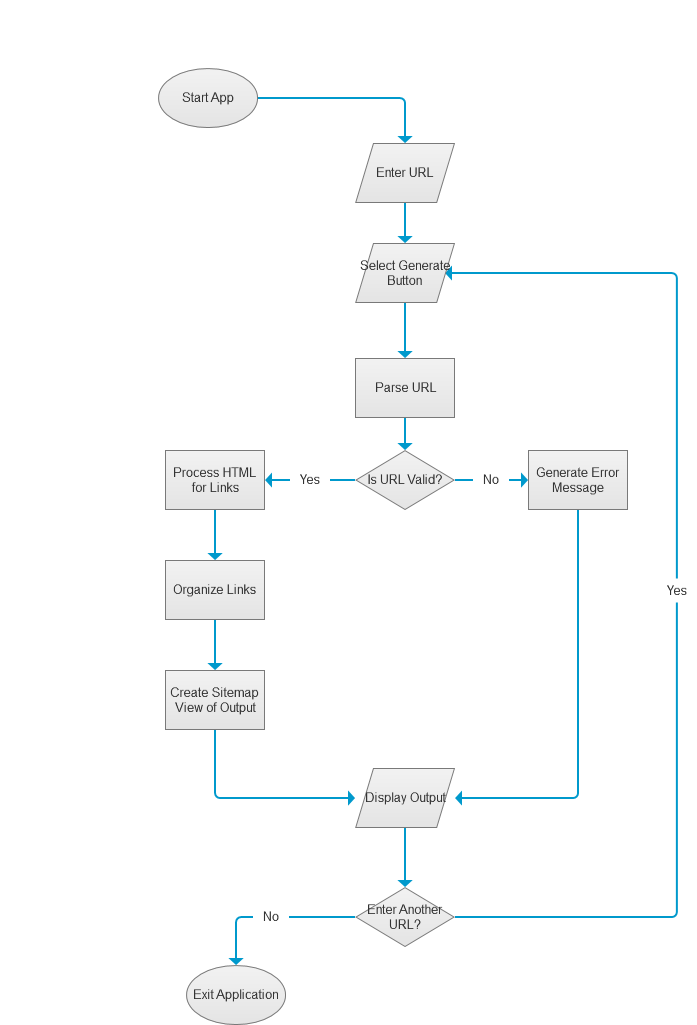 Start App
Enter URL
Select Generate
Button
Parse URL
Process HTML
for Links
Yes
Is URL Valid?
No
Generate Error
Message
Organize Links
Yes
Create Sitemap
View of Output
Display Output
Enter Another
URL?
No
Exit Application